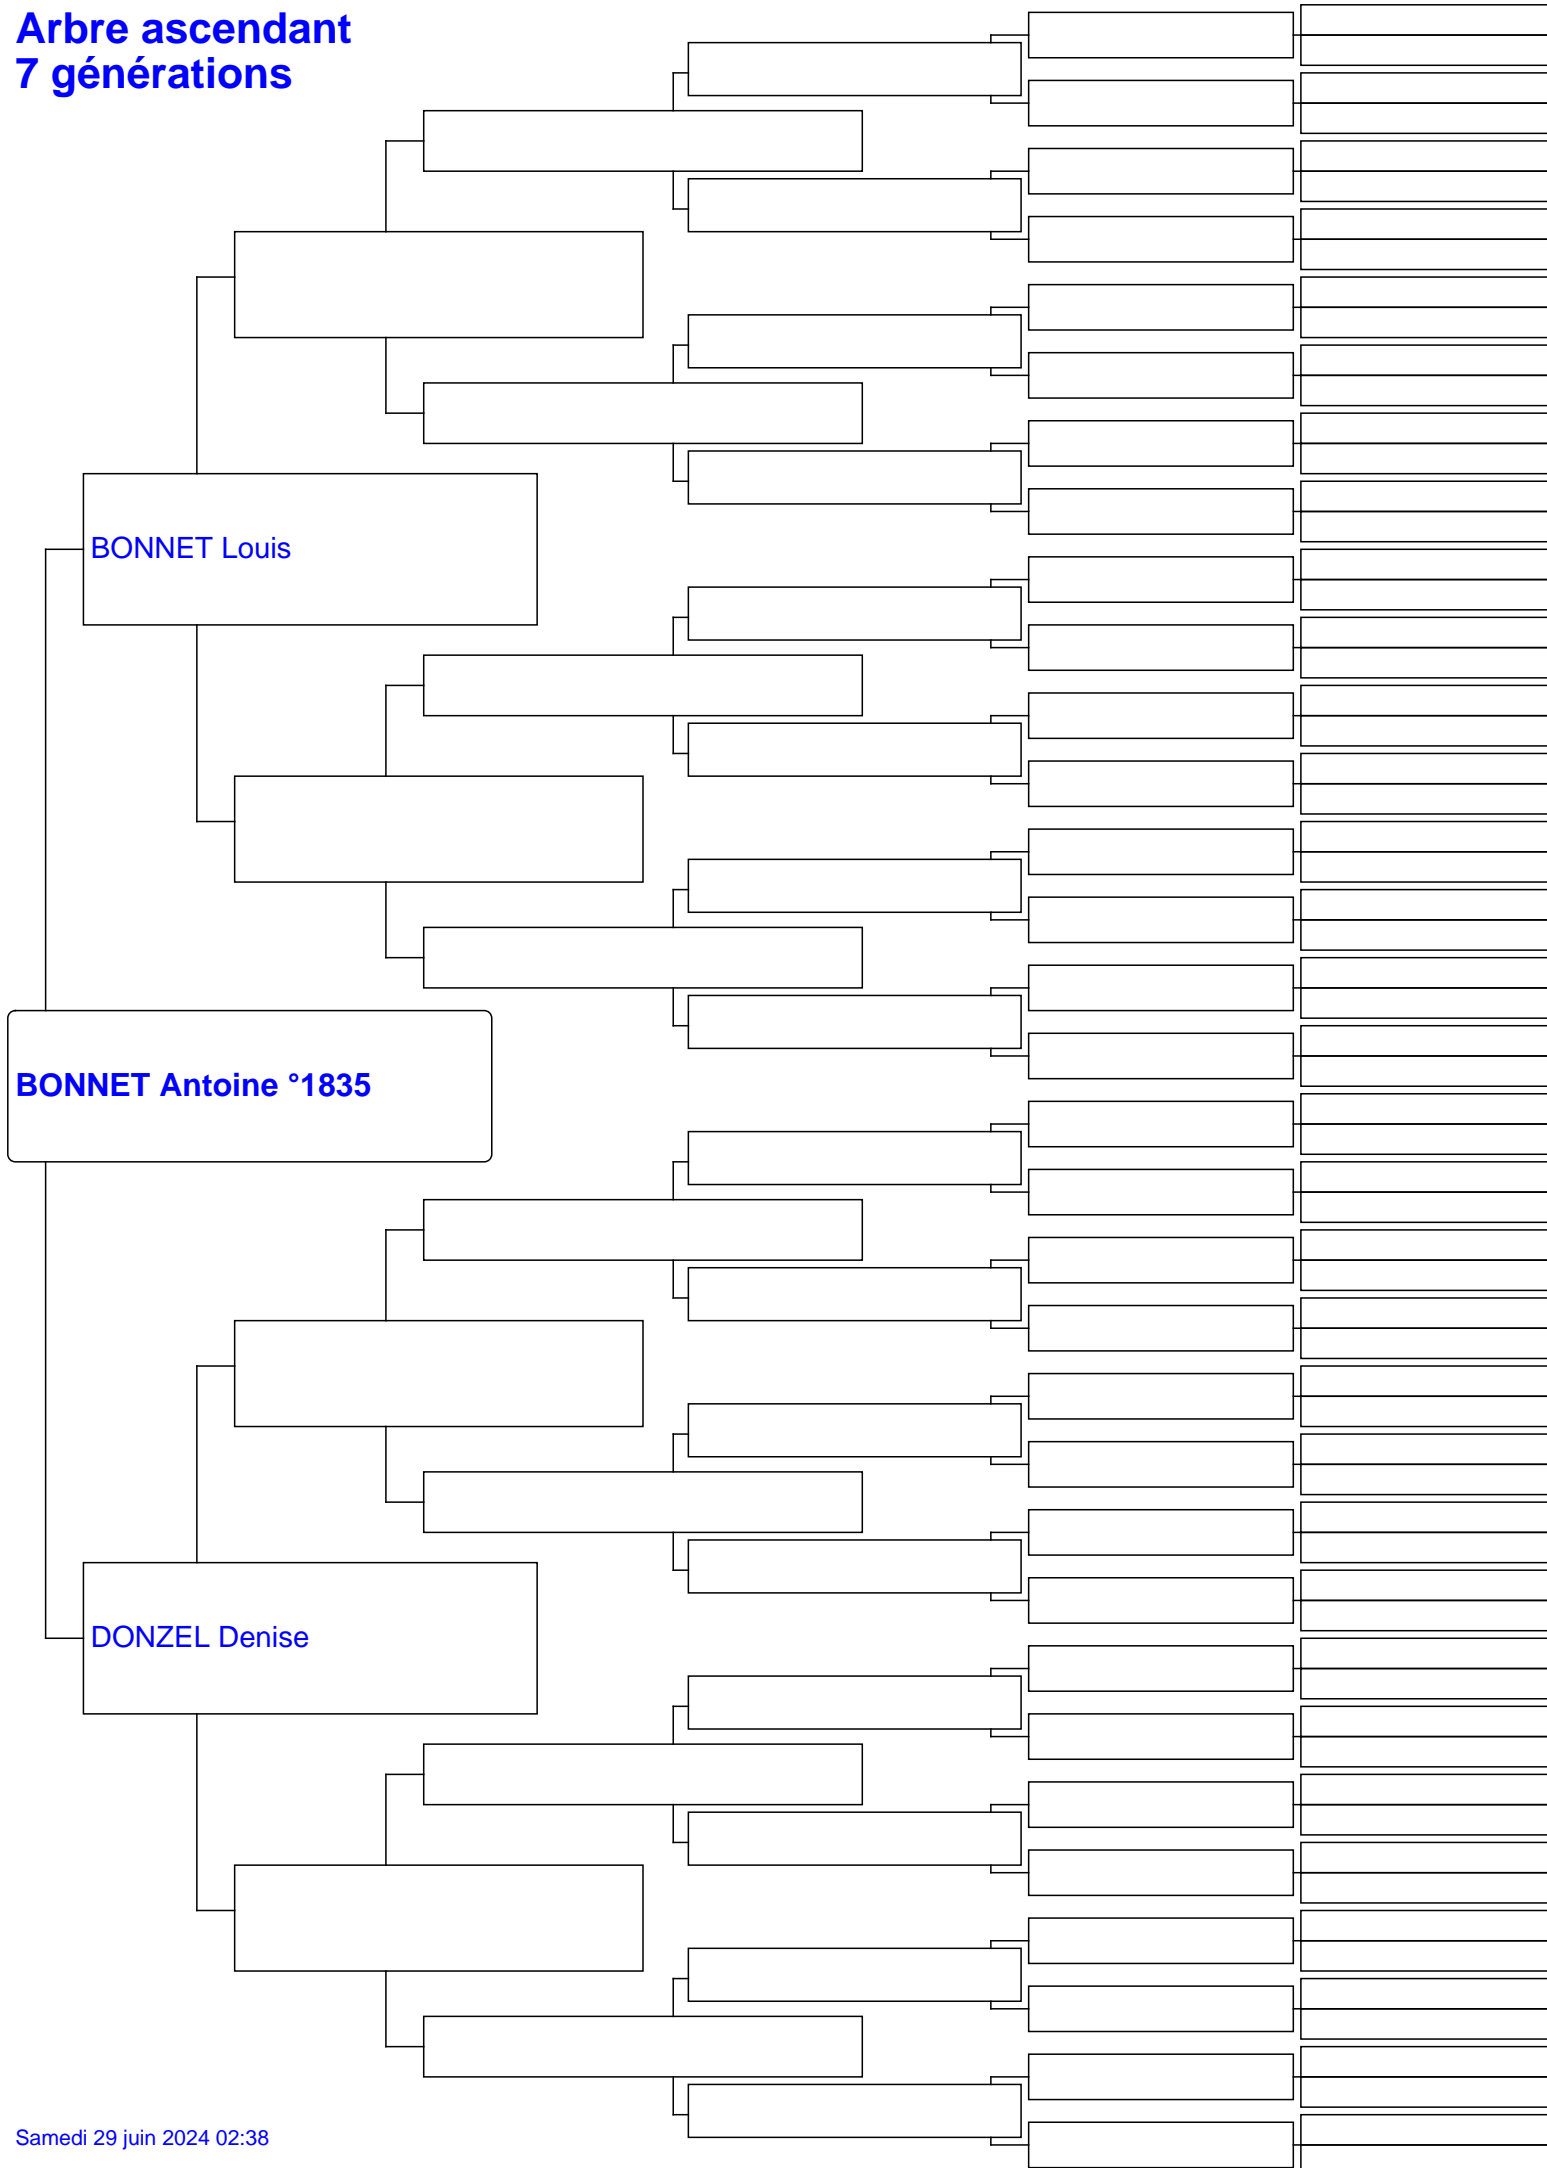 Arbre ascendant
7 générations
BONNET Louis
BONNET Antoine °1835
DONZEL Denise
Samedi 29 juin 2024 02:38